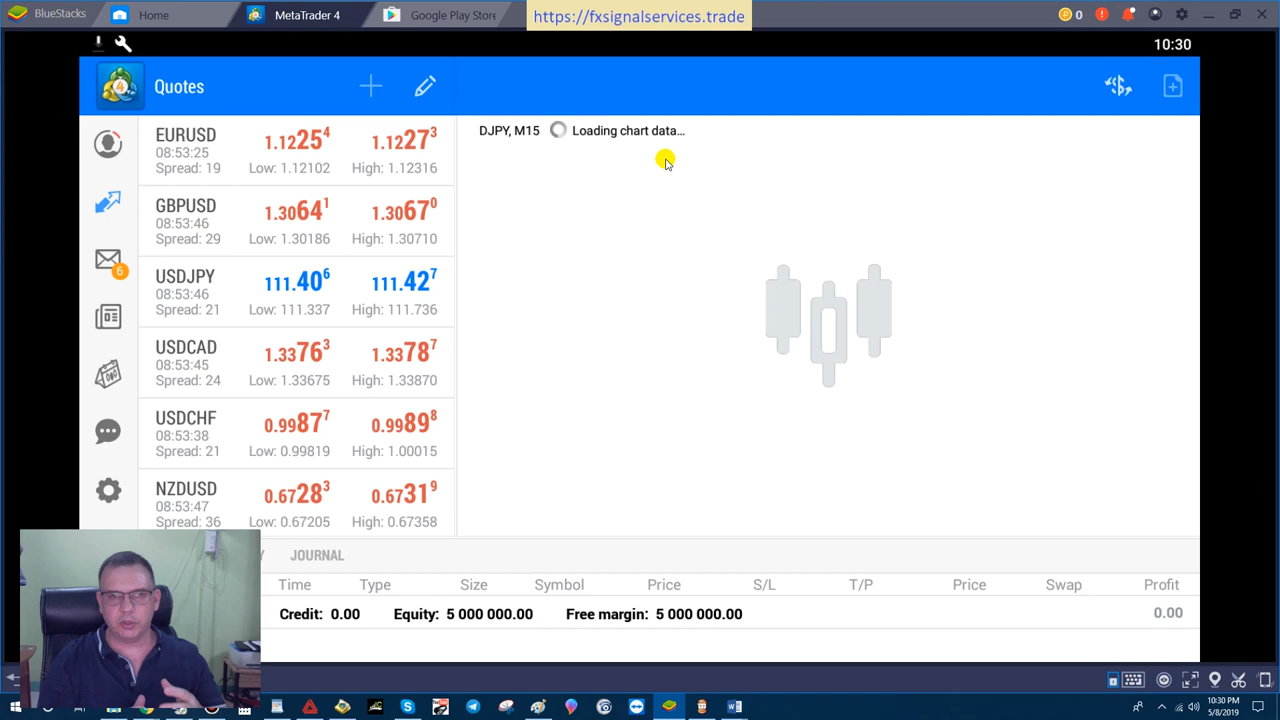 BlueStacks
Home
MetaTrader 4
Google Play Store
https://fxsignalservices.trade
0
10:30
4
Quotes
DJPY, M15
Loading chart data...
EURUSD
08:53:25
Spread: 19
1.12254
Low: 1.12102
1.12273
High: 1.12316
GBPUSD
08:53:46
Spread: 29
1.30641
Low: 1.30186
1.30670
High: 1.30710
6
USDJPY
08:53:46
Spread: 21
111.406
Low: 111.337
111.427
High: 111.736
USDCAD
08:53:45
Spread: 24
1.33763
Low: 1.33675
1.33787
High: 1.33870
USDCHF
08:53:38
Spread: 21
0.99877
Low: 0.99819
0.99898
High: 1.00015
NZDUSD
08:53:47
Spread: 36
0.67283
Low: 0.67205
0.67319
High: 0.67358
Y JOURNAL
Time Type Size Symbol Price S/L T/P Price Swap Profit
Credit: 0.00 Equity: 5 000 000.00 Free margin: 5 000 000.00 0.00
10:30 PM
5/8/2019